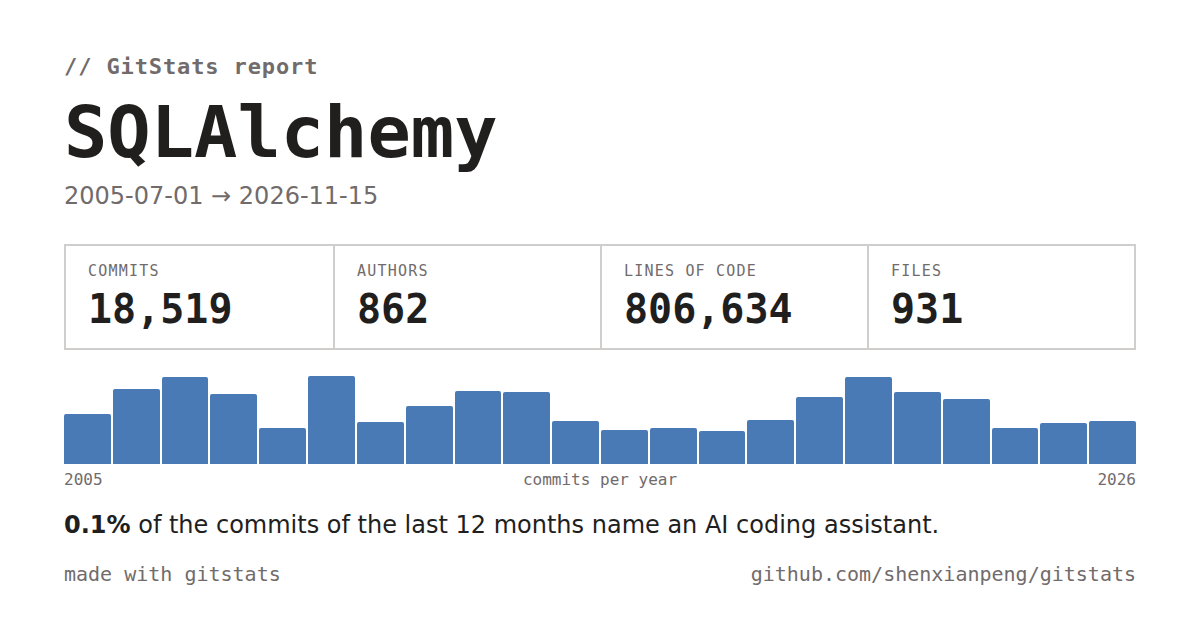 // GitStats report
SQLAlchemy
2005-07-01 → 2026-11-15
COMMITS AUTHORS LINES OF CODE FILES
18,519 862 806,634 931
2005 commits per year 2026
0.1% of the commits of the last 12 months name an AI coding assistant.
made with gitstats github.com/shenxianpeng/gitstats